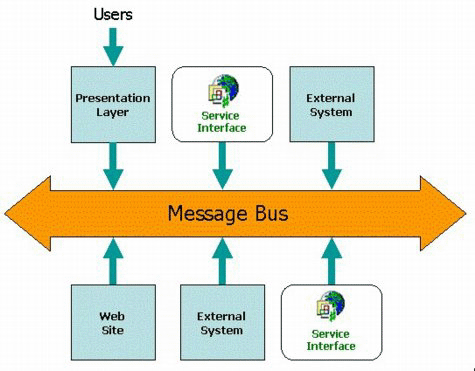 Users
Presentation
Layer
Service
Interface
External
System
Message Bus
Web
Site
External
System
Service
Interface